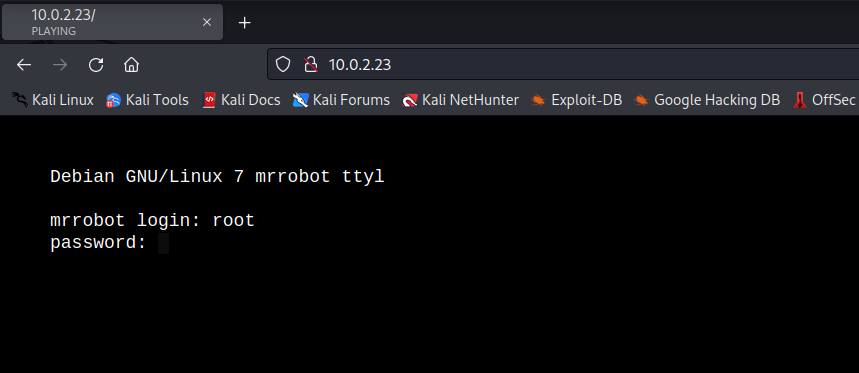 10.0.2.23/
PLAYING
10.0.2.23
Kali Linux Kali Tools Kali Docs Kali Forums Kali NetHunter Exploit-DB Google Hacking DB OffSec
Debian GNU/Linux 7 mrrobot ttyl
mrrobot login: root
password: